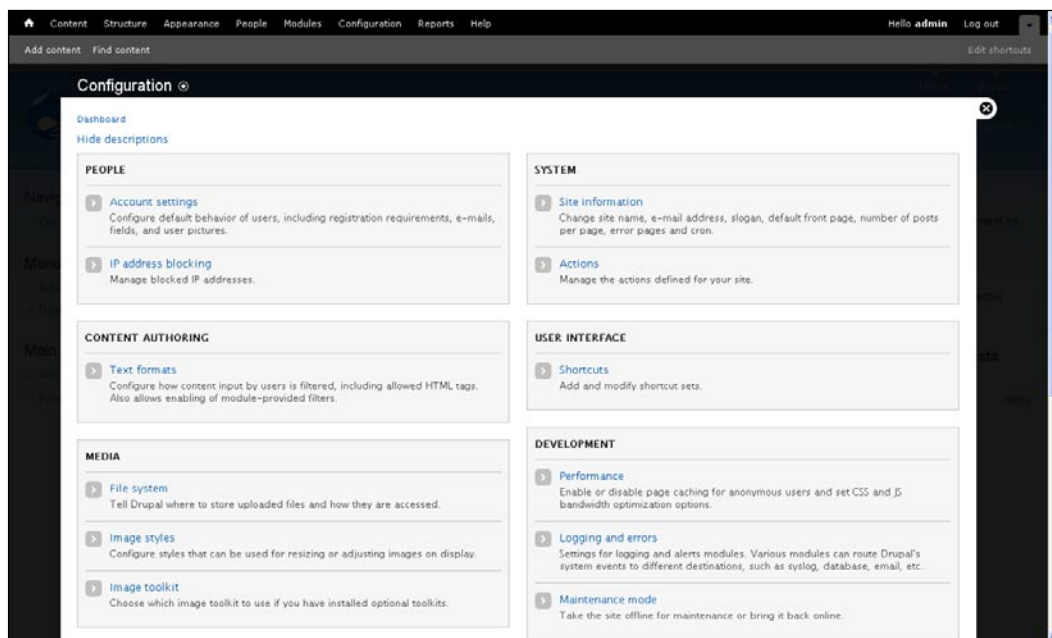 Content Structure Appearance People Modules Configuration Reports Help Hello admin Log out
Add content Find content Edit shortcuts
Configuration
Dashboard
Hide descriptions
PEOPLE
Account settings
Configure default behavior of users, including registration requirements, e-mails,
fields, and user pictures.
IP address blocking
Manage blocked IP addresses.
CONTENT AUTHORING
Text formats
Configure how content input by users is filtered, including allowed HTML tags.
Also allows enabling of module-provided filters.
MEDIA
File system
Tell Drupal where to store uploaded files and how they are accessed.
Image styles
Configure styles that can be used for resizing or adjusting images on display.
Image toolkit
Choose which image toolkit to use if you have installed optional toolkits.
SYSTEM
Site information
Change site name, e-mail address, slogan, default front page, number of posts
per page, error pages and cron.
Actions
Manage the actions defined for your site.
USER INTERFACE
Shortcuts
Add and modify shortcut sets.
DEVELOPMENT
Performance
Enable or disable page caching for anonymous users and set CSS and JS
bandwidth optimization options.
Logging and errors
Settings for logging and alerts modules. Various modules can route Drupal's
system events to different destinations, such as syslog, database, email, etc.
Maintenance mode
Take the site offline for maintenance or bring it back online.